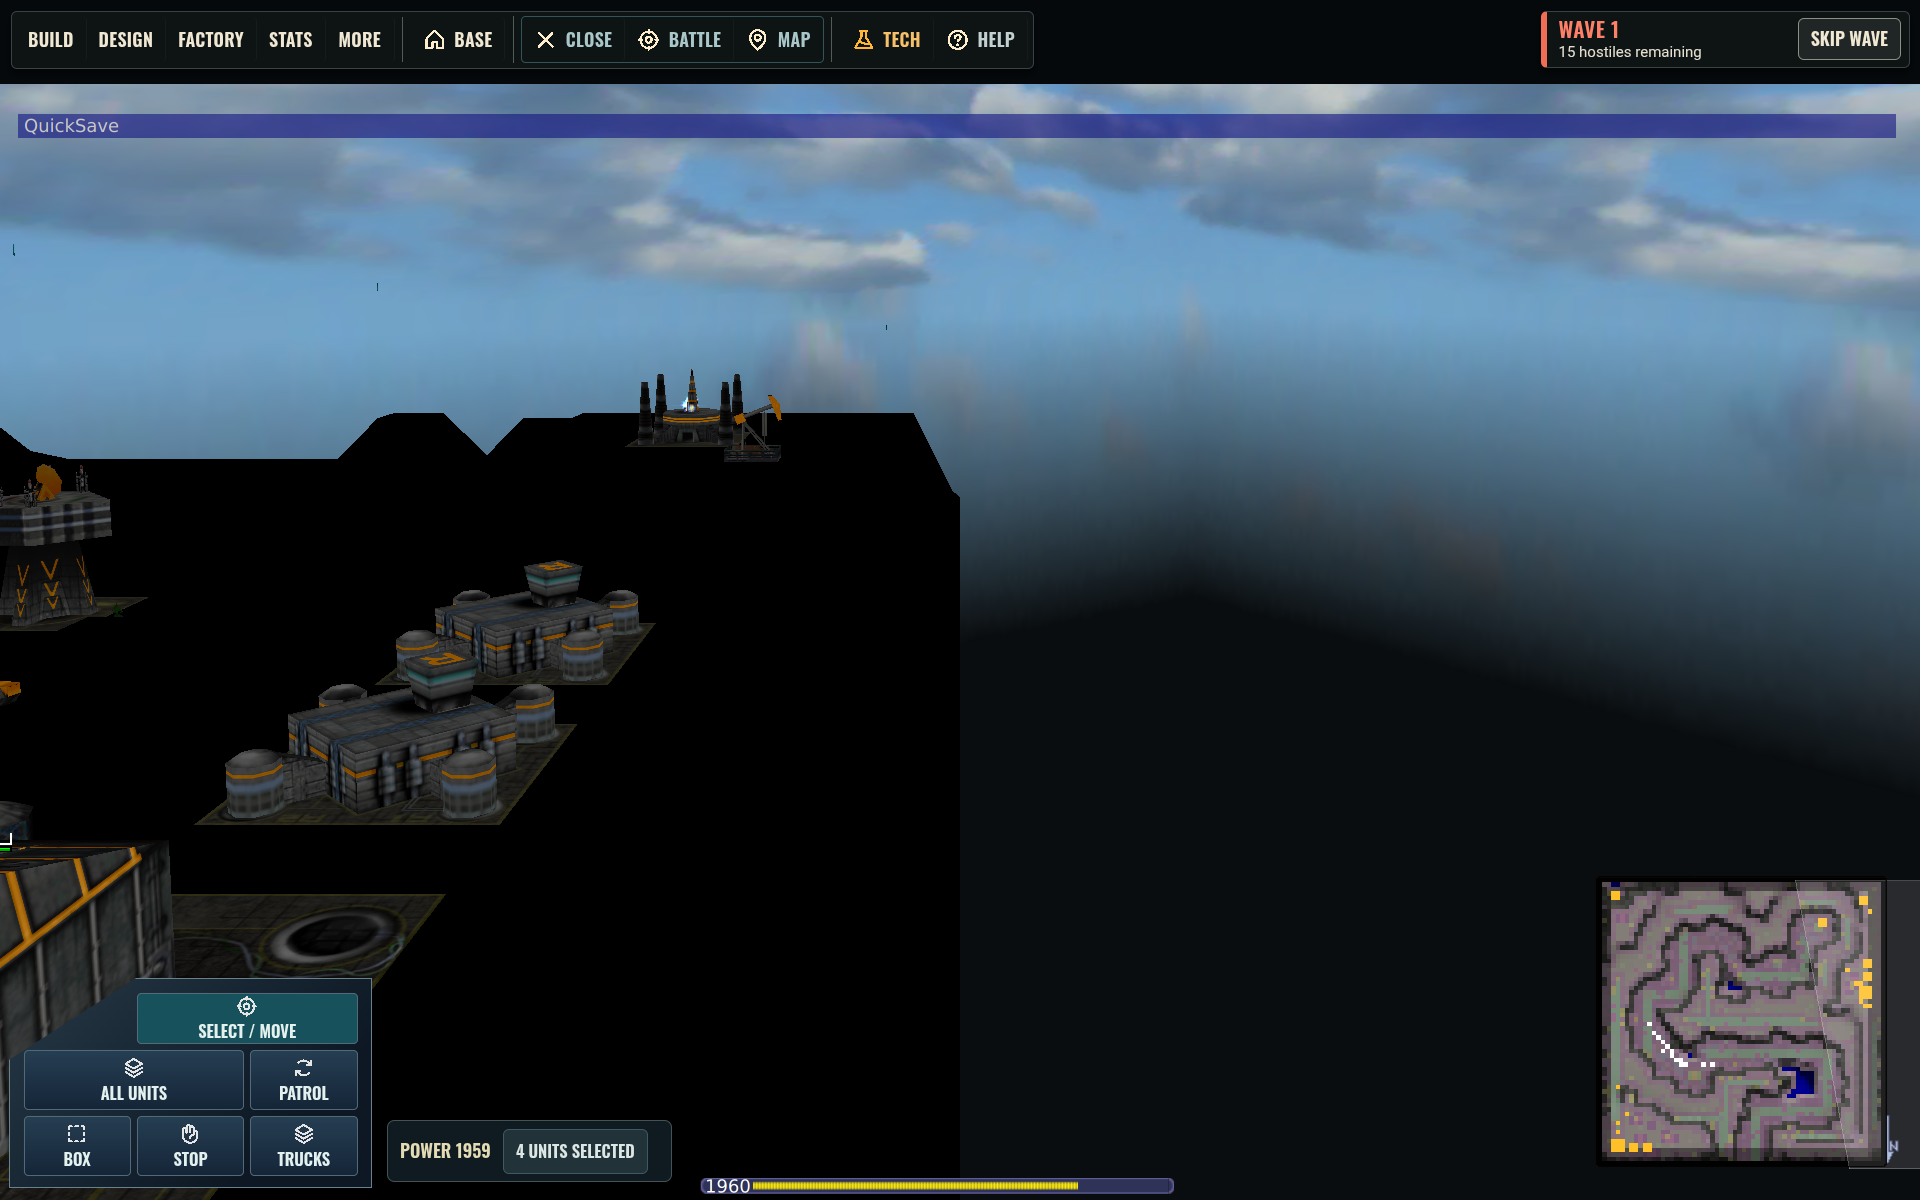 BUILD DESIGN FACTORY STATS MORE BASE CLOSE BATTLE MAP TECH HELP
WAVE 1
15 hostiles remaining
SKIP WAVE
QuickSave
SELECT / MOVE
ALL UNITS PATROL
BOX STOP TRUCKS
POWER 1959 4 UNITS SELECTED
1960
N